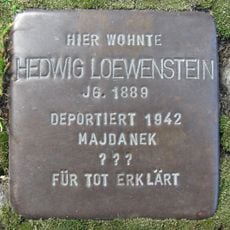 HIER WOHNTE
HEDWIG LOEWENSTEIN
JG. 1889
DEPORTIERT 1942
MAJDANEK
? ? ?
FÜR TOT ERKLÄRT